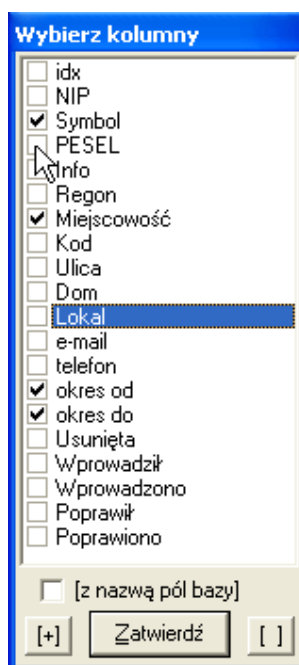 Wybierz kolumny
idx
NIP
Symbol
PESEL
Info
Regon
Miejscowość
Kod
Ulica
Dom
Lokal
e-mail
telefon
okres od
okres do
Usunięta
Wprowadził
Wprowadzono
Poprawił
Poprawiono
[z nazwą pól bazy]
[+] Zatwierdź [ ]